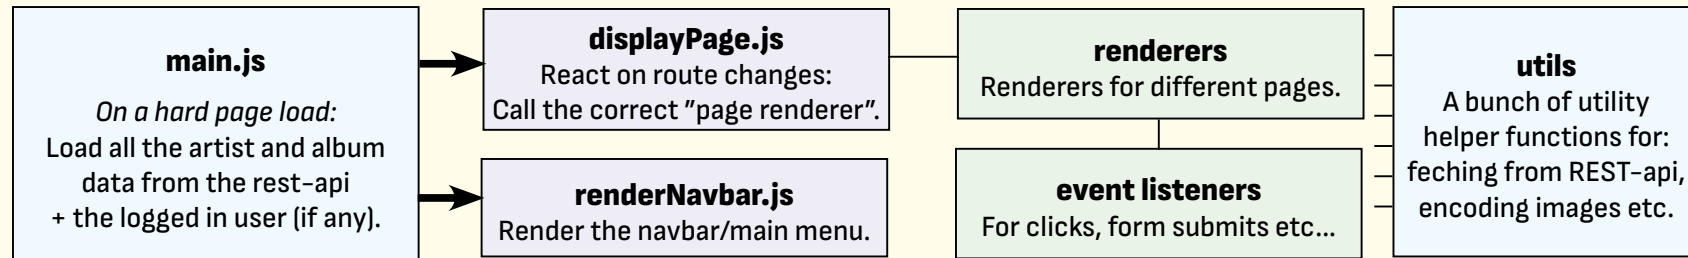 main.js
On a hard page load:
Load all the artist and album
data from the rest-api
+ the logged in user (if any).
displayPage.js
React on route changes:
Call the correct ”page renderer”.
renderNavbar.js
Render the navbar/main menu.
renderers
Renderers for different pages.
event listeners
For clicks, form submits etc...
utils
A bunch of utility
helper functions for:
feching from REST-api,
encoding images etc.